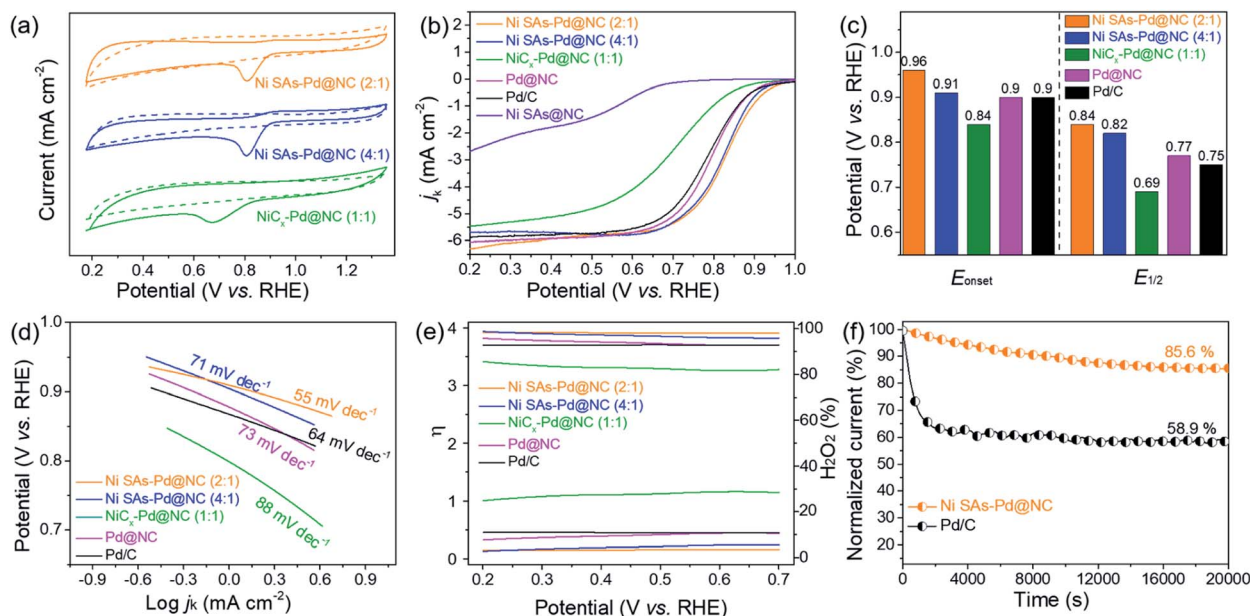 (a)
Current (mA cm⁻²)
Ni SAs-Pd@NC (2:1)
Ni SAs-Pd@NC (4:1)
NiCₓ-Pd@NC (1:1)
0.2 0.4 0.6 0.8 1.0 1.2
Potential (V vs. RHE)
(b)
Ni SAs-Pd@NC (2:1)
Ni SAs-Pd@NC (4:1)
NiCₓ-Pd@NC (1:1)
Pd@NC
Pd/C
Ni SAs@NC
jₖ (mA cm⁻²)
0
-1
-2
-3
-4
-5
-6
0.2 0.3 0.4 0.5 0.6 0.7 0.8 0.9 1.0
Potential (V vs. RHE)
(c)
Ni SAs-Pd@NC (2:1)
Ni SAs-Pd@NC (4:1)
NiCₓ-Pd@NC (1:1)
Pd@NC
Pd/C
Potential (V vs. RHE)
1.0
0.9
0.8
0.7
0.6
0.96 0.91 0.84 0.9 0.9 0.84 0.82 0.69 0.77 0.75
Eonset E1/2
(d)
Potential (V vs. RHE)
1.0
0.9
0.8
0.7
71 mV dec⁻¹
55 mV dec⁻¹
64 mV dec⁻¹
73 mV dec⁻¹
88 mV dec⁻¹
Ni SAs-Pd@NC (2:1)
Ni SAs-Pd@NC (4:1)
NiCₓ-Pd@NC (1:1)
Pd@NC
Pd/C
-0.9 -0.6 -0.3 0.0 0.3 0.6 0.9
Log jₖ (mA cm⁻²)
(e)
η
4
3
2
1
0
Ni SAs-Pd@NC (2:1)
Ni SAs-Pd@NC (4:1)
NiCₓ-Pd@NC (1:1)
Pd@NC
Pd/C
H₂O₂ (%)
100
80
60
40
20
0
0.2 0.3 0.4 0.5 0.6 0.7
Potential (V vs. RHE)
(f)
Normalized current (%)
100
90
80
70
60
50
40
30
20
10
85.6 %
58.9 %
Ni SAs-Pd@NC
Pd/C
0 4000 8000 12000 16000 20000
Time (s)